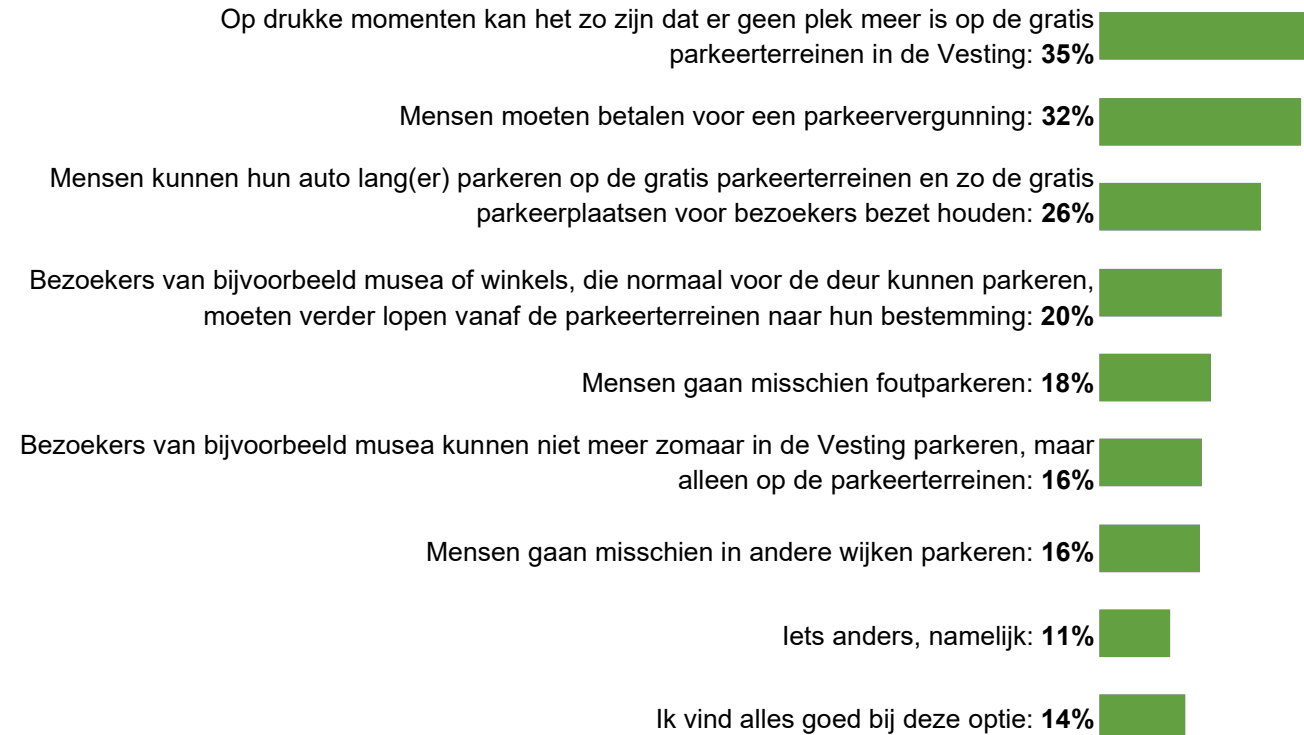 Op drukke momenten kan het zo zijn dat er geen plek meer is op de gratis
parkeerterreinen in de Vesting: 35%
Mensen moeten betalen voor een parkeervergunning: 32%
Mensen kunnen hun auto lang(er) parkeren op de gratis parkeerterreinen en zo de gratis
parkeerplaatsen voor bezoekers bezet houden: 26%
Bezoekers van bijvoorbeeld musea of winkels, die normaal voor de deur kunnen parkeren,
moeten verder lopen vanaf de parkeerterreinen naar hun bestemming: 20%
Mensen gaan misschien foutparkeren: 18%
Bezoekers van bijvoorbeeld musea kunnen niet meer zomaar in de Vesting parkeren, maar
alleen op de parkeerterreinen: 16%
Mensen gaan misschien in andere wijken parkeren: 16%
Iets anders, namelijk: 11%
Ik vind alles goed bij deze optie: 14%